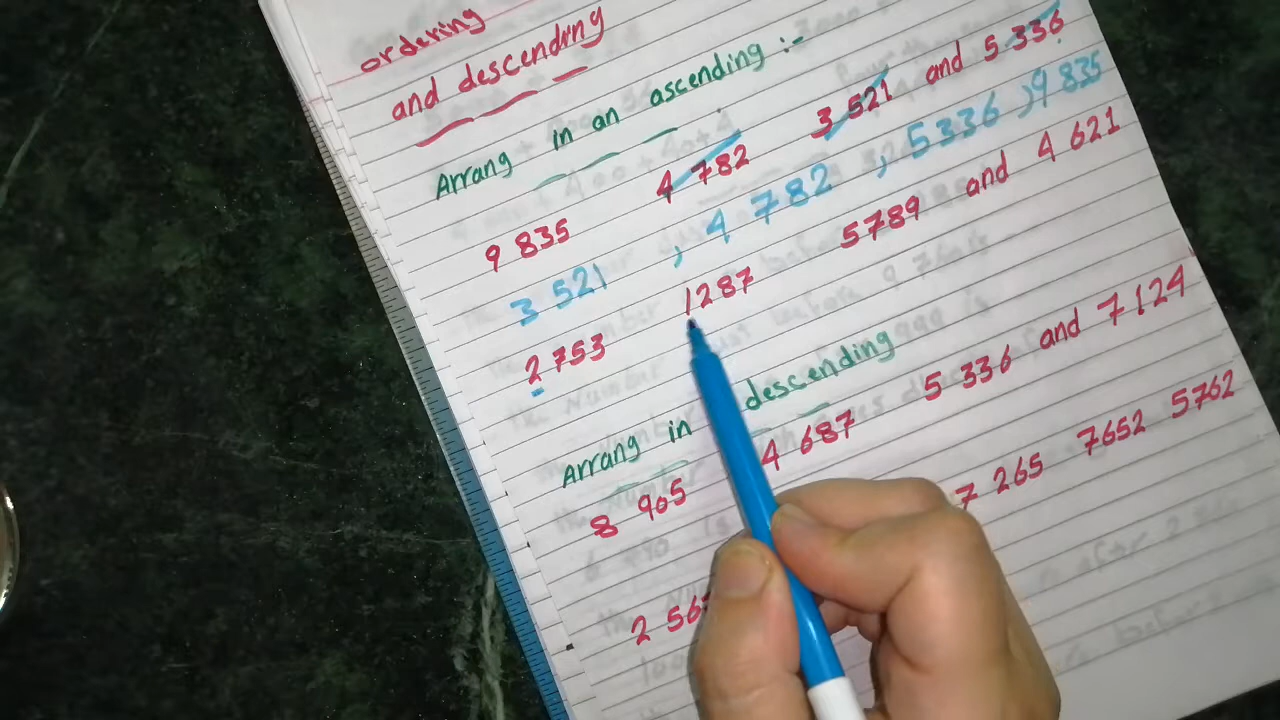 ordering
and descending
Arrang in an ascending :-
9 835 4 782 3 521 and 5 336
3 521 , 4 782 , 5336 , 9 835
2 753 1287 5789 and 4 621
Arrang in descending
8 905 4 687 5 336 and 7 124
2 565 7 265 7652 5762